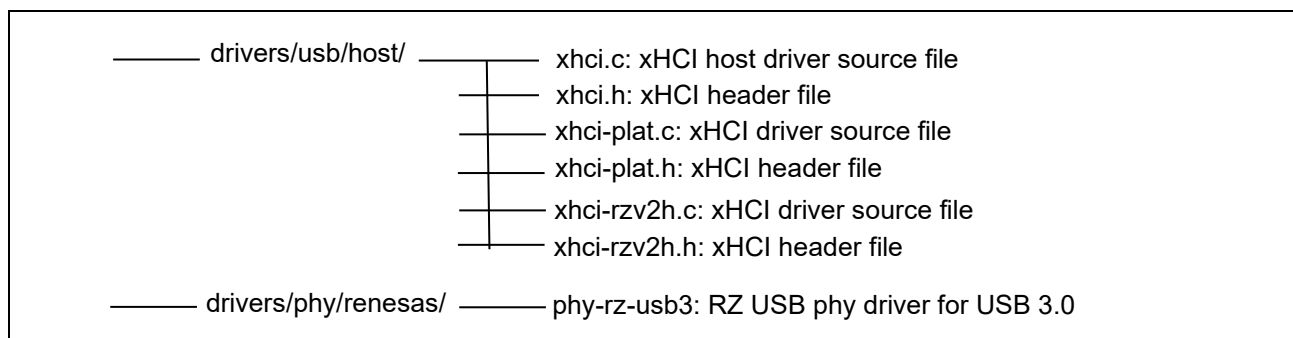 drivers/usb/host/ xhci.c: xHCI host driver source file
xhci.h: xHCI header file
xhci-plat.c: xHCI driver source file
xhci-plat.h: xHCI header file
xhci-rzv2h.c: xHCI driver source file
xhci-rzv2h.h: xHCI header file
drivers/phy/renesas/ phy-rz-usb3: RZ USB phy driver for USB 3.0